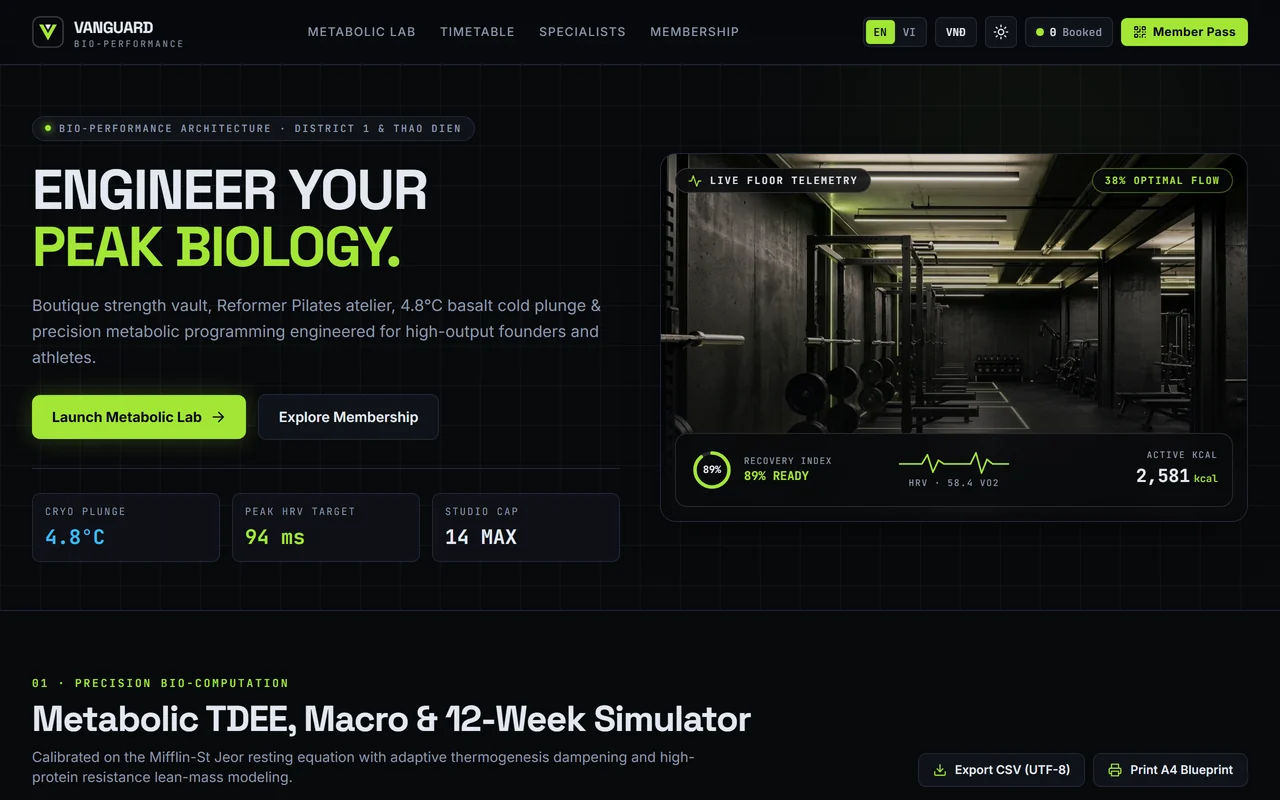 VANGUARD
BIO-PERFORMANCE
METABOLIC LAB
TIMETABLE
SPECIALISTS
MEMBERSHIP
EN
VI
VNĐ
0 Booked
Member Pass
BIO-PERFORMANCE ARCHITECTURE · DISTRICT 1 & THAO DIEN
ENGINEER YOUR
PEAK BIOLOGY.
Boutique strength vault, Reformer Pilates atelier, 4.8°C basalt cold plunge &
precision metabolic programming engineered for high-output founders and
athletes.
Launch Metabolic Lab
Explore Membership
CRYO PLUNGE
4.8°C
PEAK HRV TARGET
94 ms
STUDIO CAP
14 MAX
LIVE FLOOR TELEMETRY
38% OPTIMAL FLOW
89%
RECOVERY INDEX
89% READY
HRV · 58.4 VO2
ACTIVE KCAL
2,581 kcal
01 · PRECISION BIO-COMPUTATION
Metabolic TDEE, Macro & 12-Week Simulator
Calibrated on the Mifflin-St Jeor resting equation with adaptive thermogenesis dampening and high-
protein resistance lean-mass modeling.
Export CSV (UTF-8)
Print A4 Blueprint